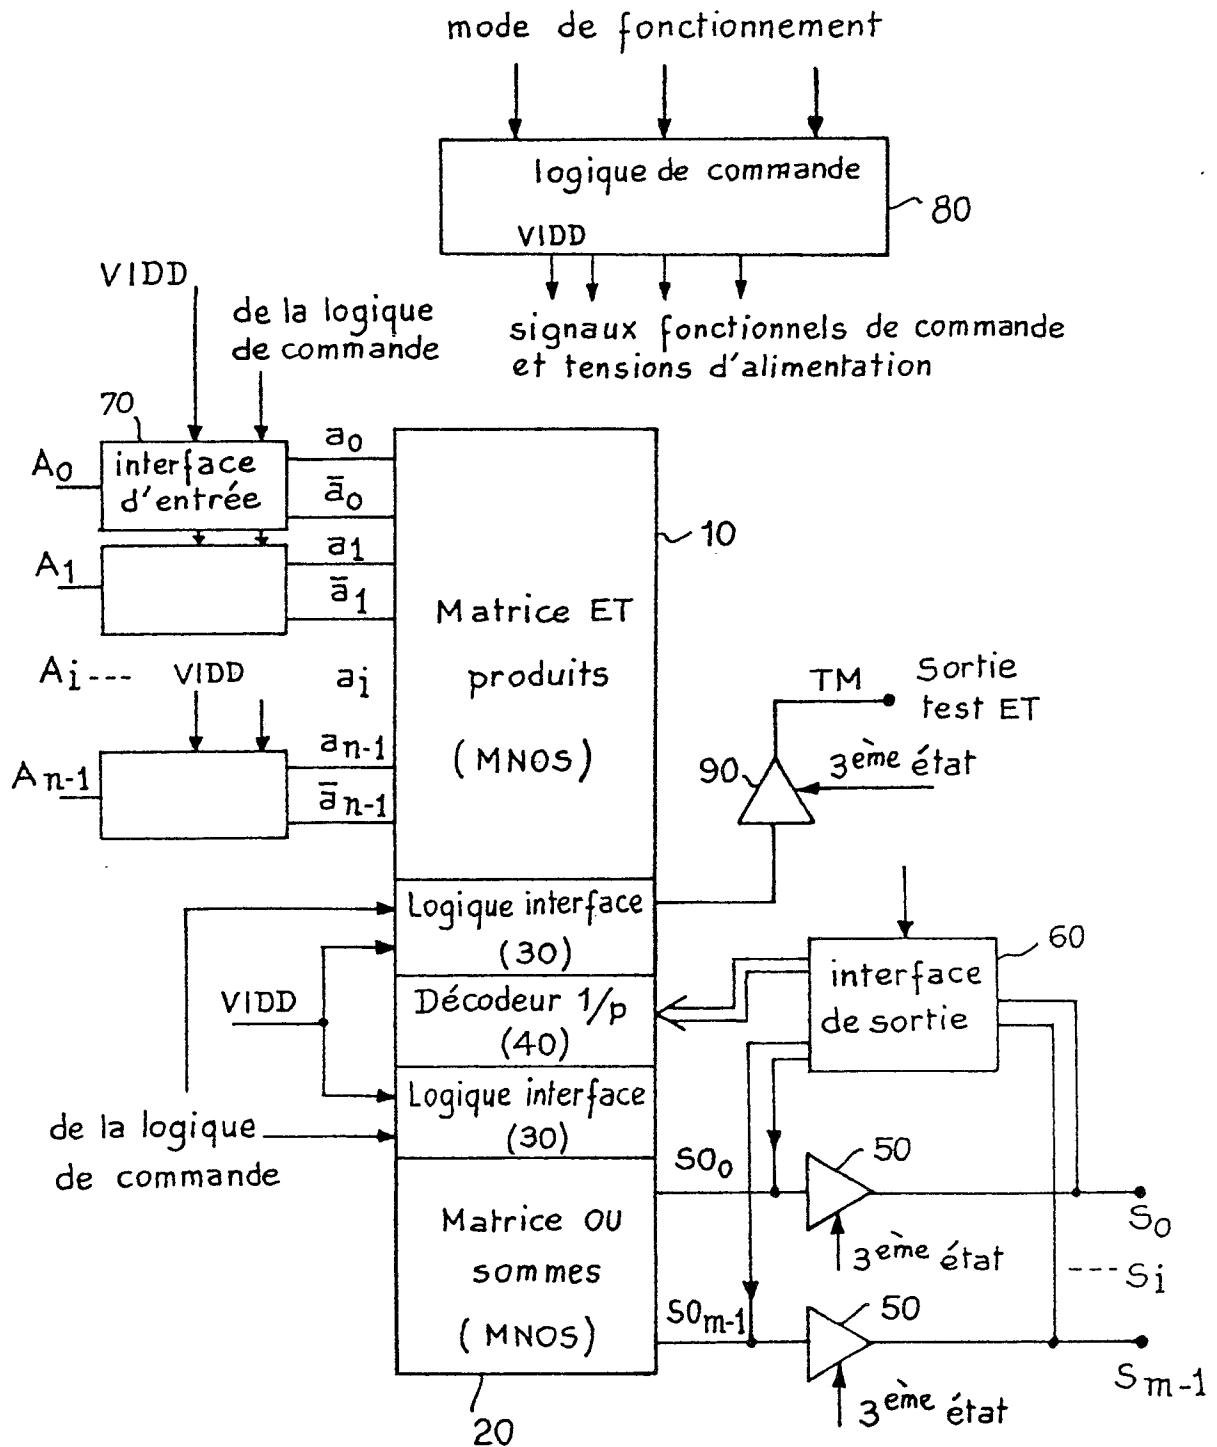 mode de fonctionnement
logique de commande
80
VIDD
VIDD
de la logique
de commande
signaux fonctionnels de commande
et tensions d'alimentation
70
A0
interface
d'entrée
a0
ā0
10
A1
a1
ā1
Matrice ET
produits
(MNOS)
Ai---
VIDD
ai
TM
Sortie
test ET
An-1
an-1
ān-1
90
3ème état
Logique interface
(30)
60
interface
de sortie
VIDD
Décodeur 1/p
(40)
Logique interface
(30)
de la logique
de commande
SO0
50
S0
Matrice OU
sommes
(MNOS)
3ème état
---Si
SOm-1
50
Sm-1
3ème état
20